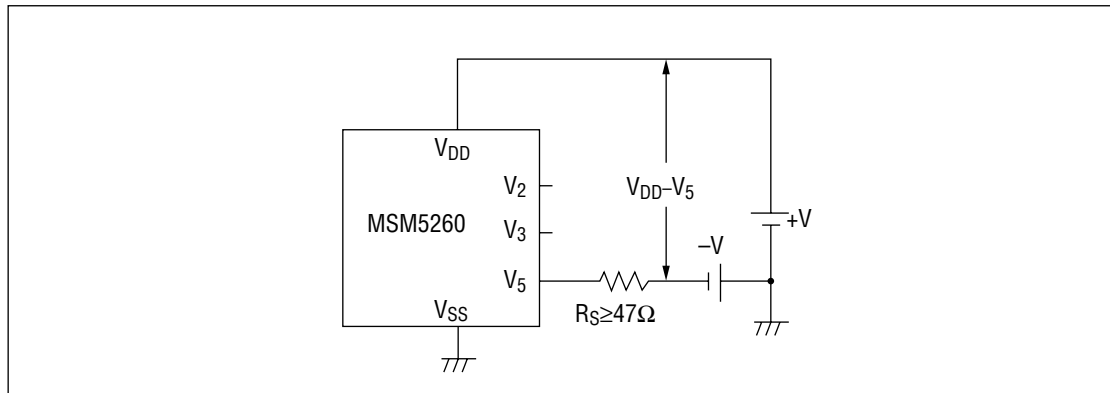 VDD
V2
MSM5260
V3
V5
VSS
VDD–V5
+V
–V
RS≥47Ω